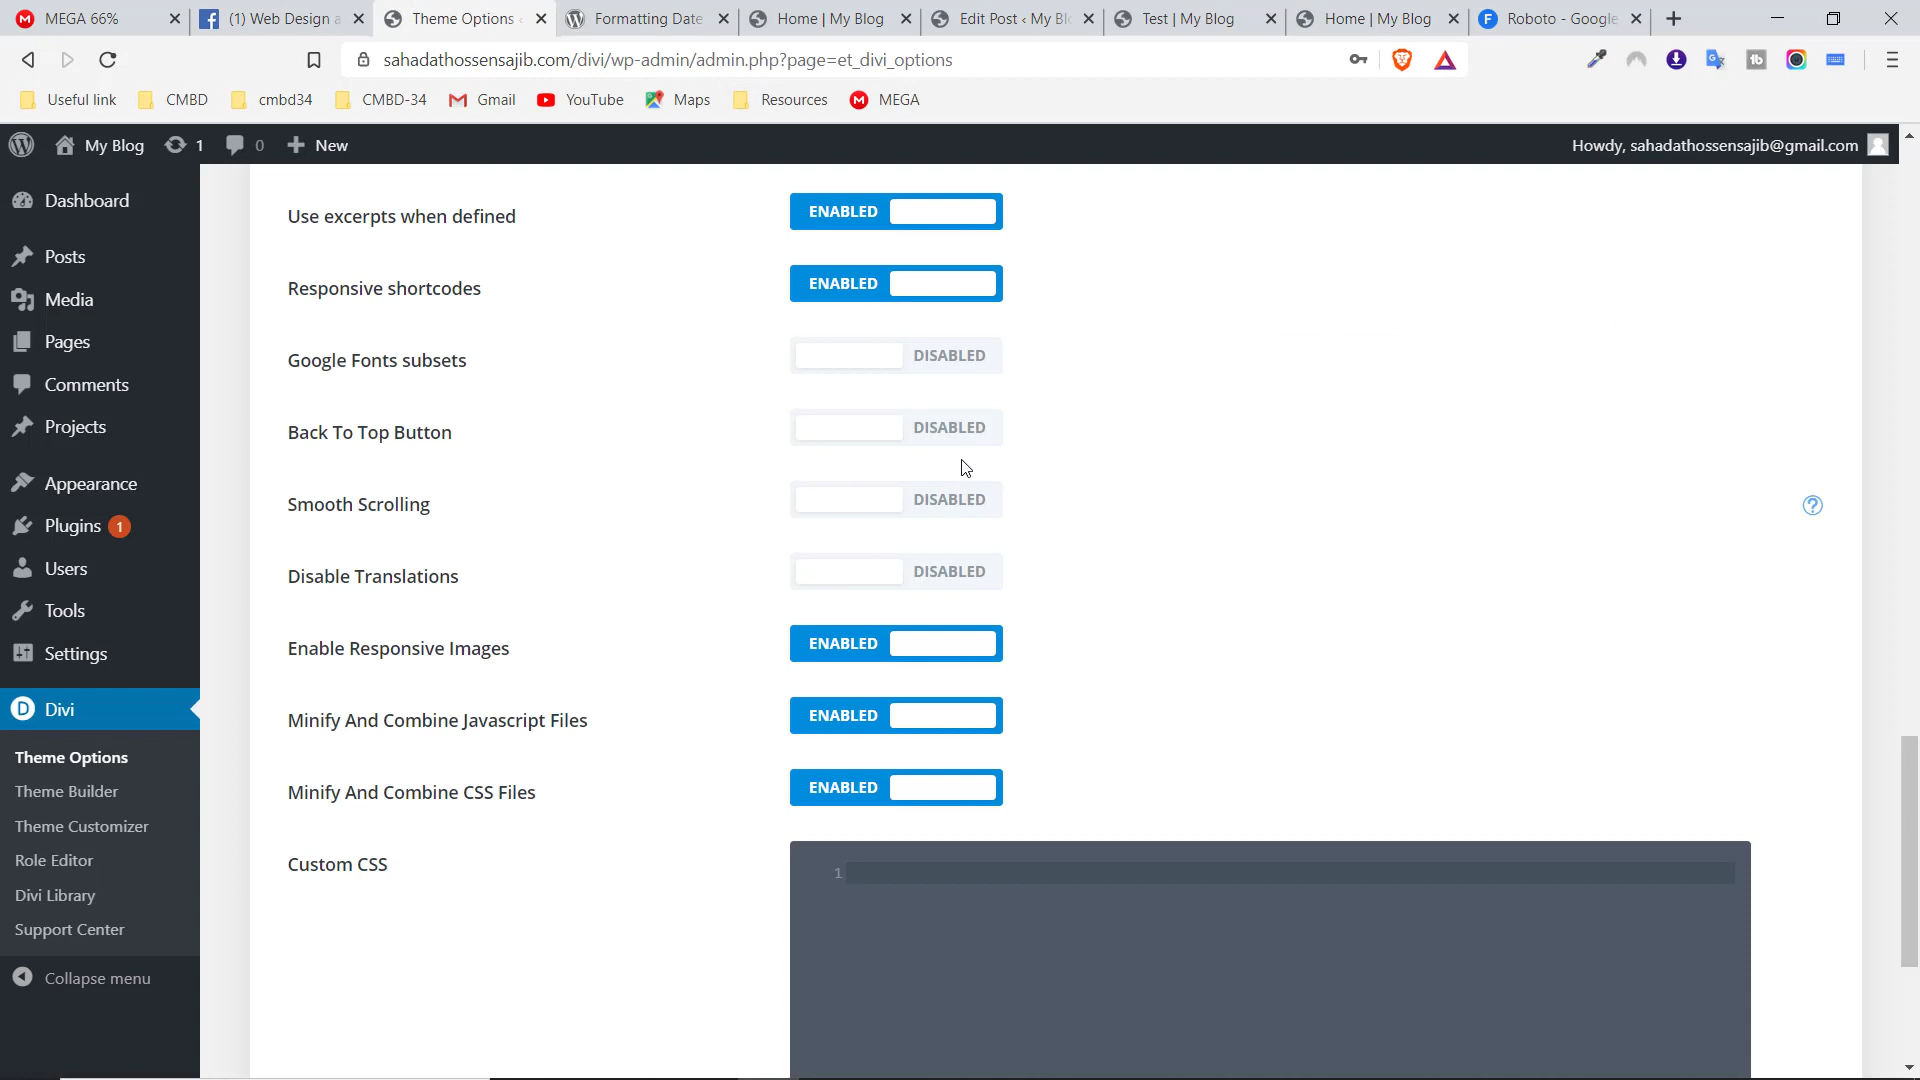 MEGA 66%
(1) Web Design a
Theme Options ‹
Formatting Date
Home | My Blog
Edit Post ‹ My Bl
Test | My Blog
Home | My Blog
Roboto - Google
sahadathossensajib.com/divi/wp-admin/admin.php?page=et_divi_options
Useful link
CMBD
cmbd34
CMBD-34
Gmail
YouTube
Maps
Resources
MEGA
My Blog
1
0
New
Howdy, sahadathossensajib@gmail.com
Dashboard
Posts
Media
Pages
Comments
Projects
Appearance
Plugins 1
Users
Tools
Settings
Divi
Theme Options
Theme Builder
Theme Customizer
Role Editor
Divi Library
Support Center
Collapse menu
Use excerpts when defined ENABLED
Responsive shortcodes ENABLED
Google Fonts subsets DISABLED
Back To Top Button DISABLED
Smooth Scrolling DISABLED
Disable Translations DISABLED
Enable Responsive Images ENABLED
Minify And Combine Javascript Files ENABLED
Minify And Combine CSS Files ENABLED
Custom CSS
1